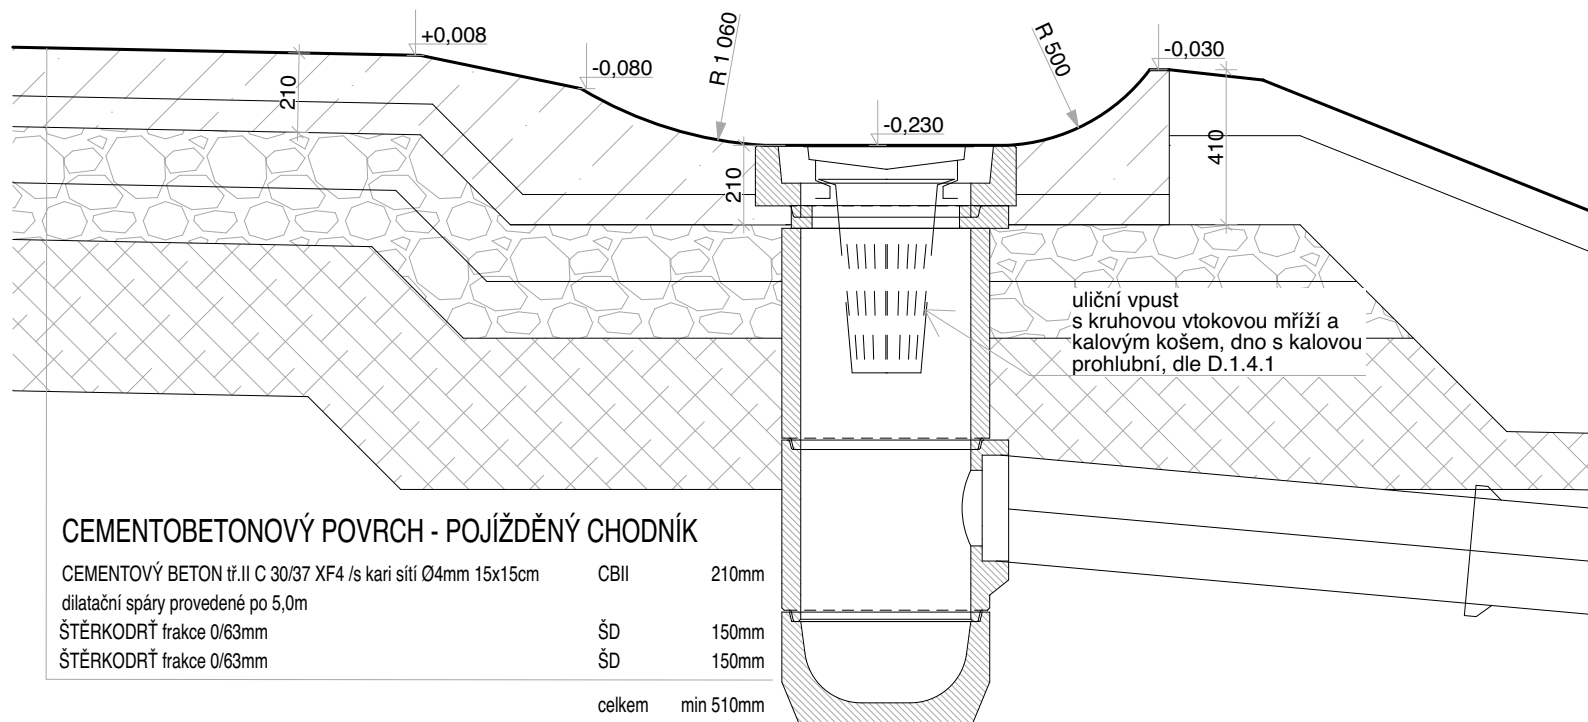 +0,008
-0,080
R 1 060
-0,230
R 500
-0,030
210
210
410
uliční vpust
s kruhovou vtokovou mříží a
kalovým košem, dno s kalovou
prohlubní, dle D.1.4.1
CEMENTOBETONOVÝ POVRCH - POJÍŽDĚNÝ CHODNÍK
CEMENTOVÝ BETON tř.II C 30/37 XF4 /s kari sítí Ø4mm 15x15cm CBII 210mm
dilatační spáry provedené po 5,0m
ŠTĚRKODRŤ frakce 0/63mm ŠD 150mm
ŠTĚRKODRŤ frakce 0/63mm ŠD 150mm
celkem min 510mm